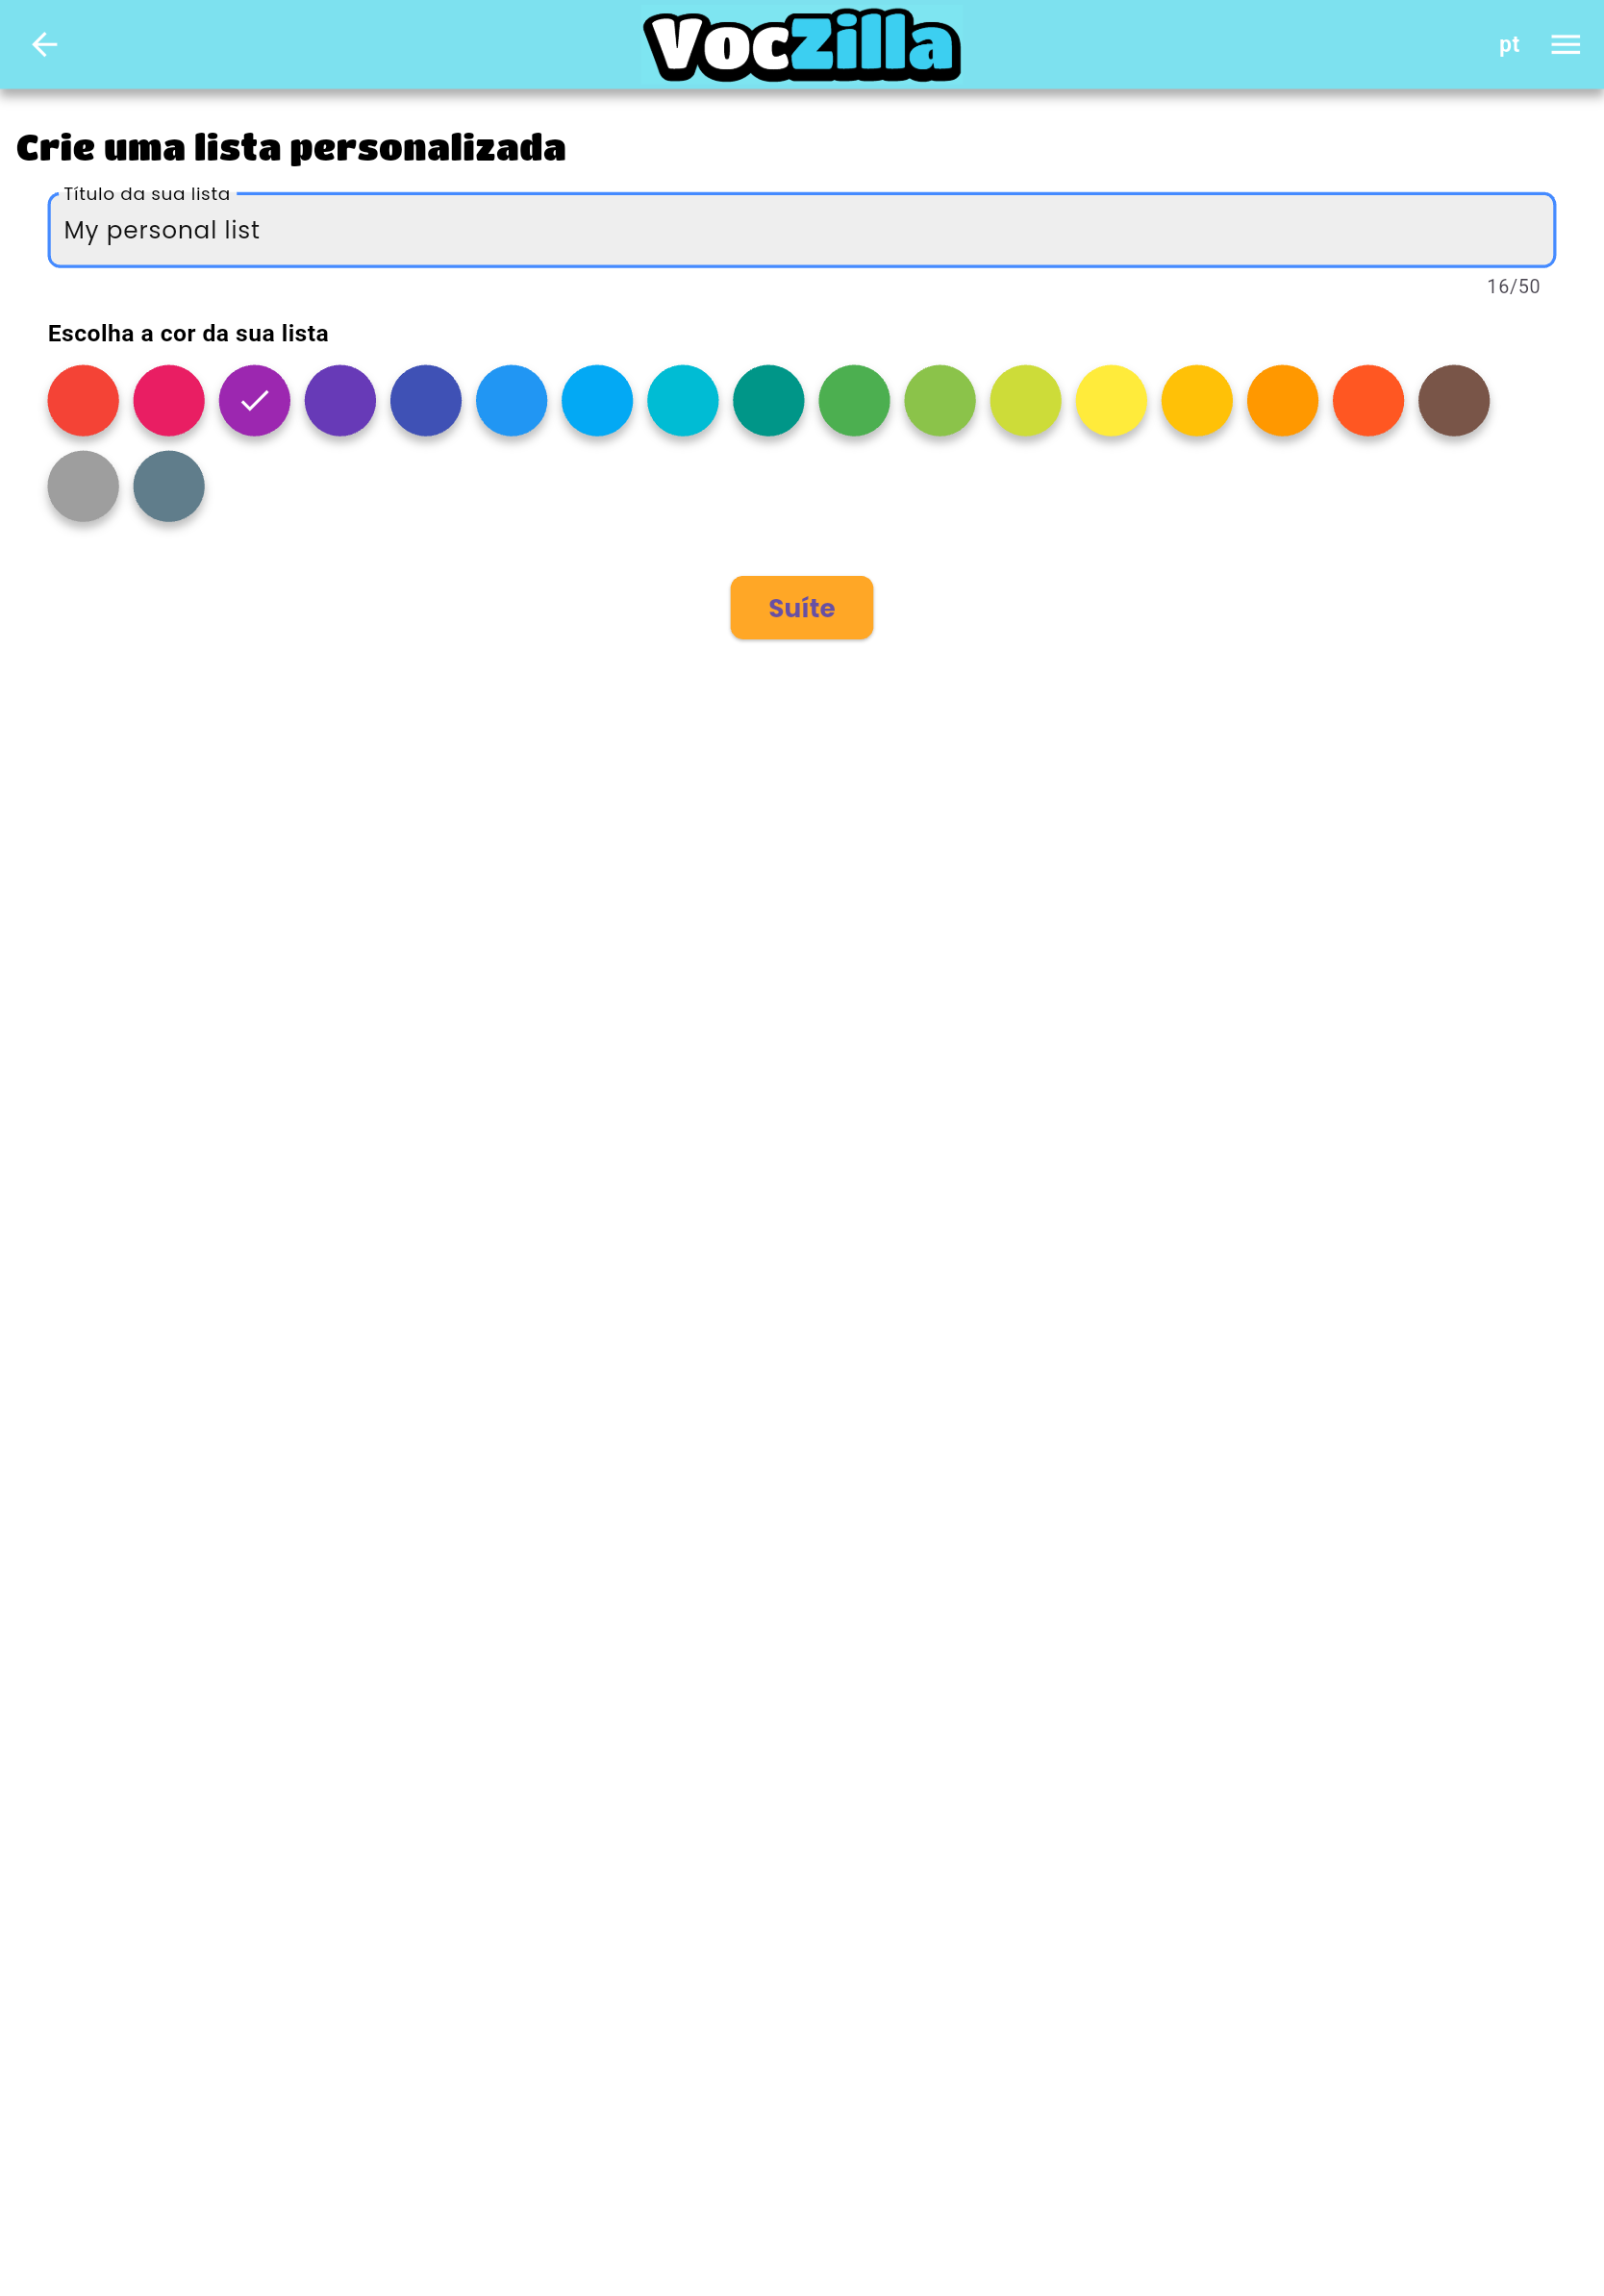 VocZilla
pt
Crie uma lista personalizada
Título da sua lista
My personal list
16/50
Escolha a cor da sua lista
Suíte